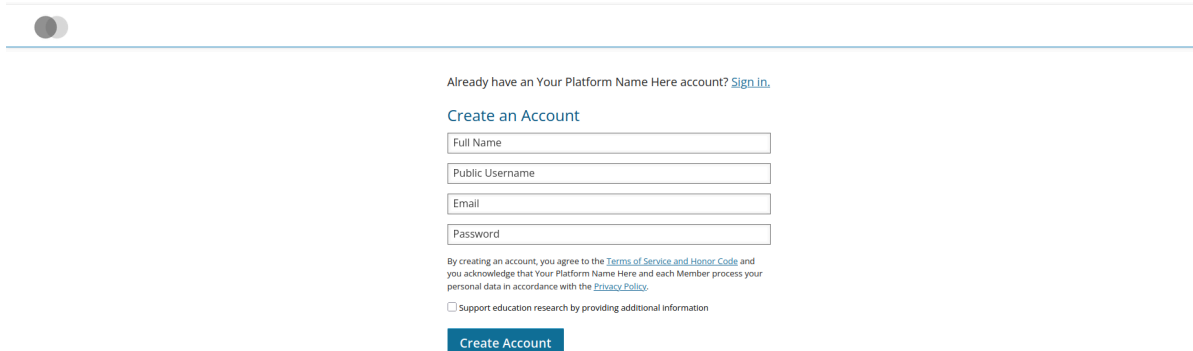 Already have an Your Platform Name Here account? Sign in.
Create an Account
Full Name
Public Username
Email
Password
By creating an account, you agree to the Terms of Service and Honor Code and
you acknowledge that Your Platform Name Here and each Member process your
personal data in accordance with the Privacy Policy.
Support education research by providing additional information
Create Account